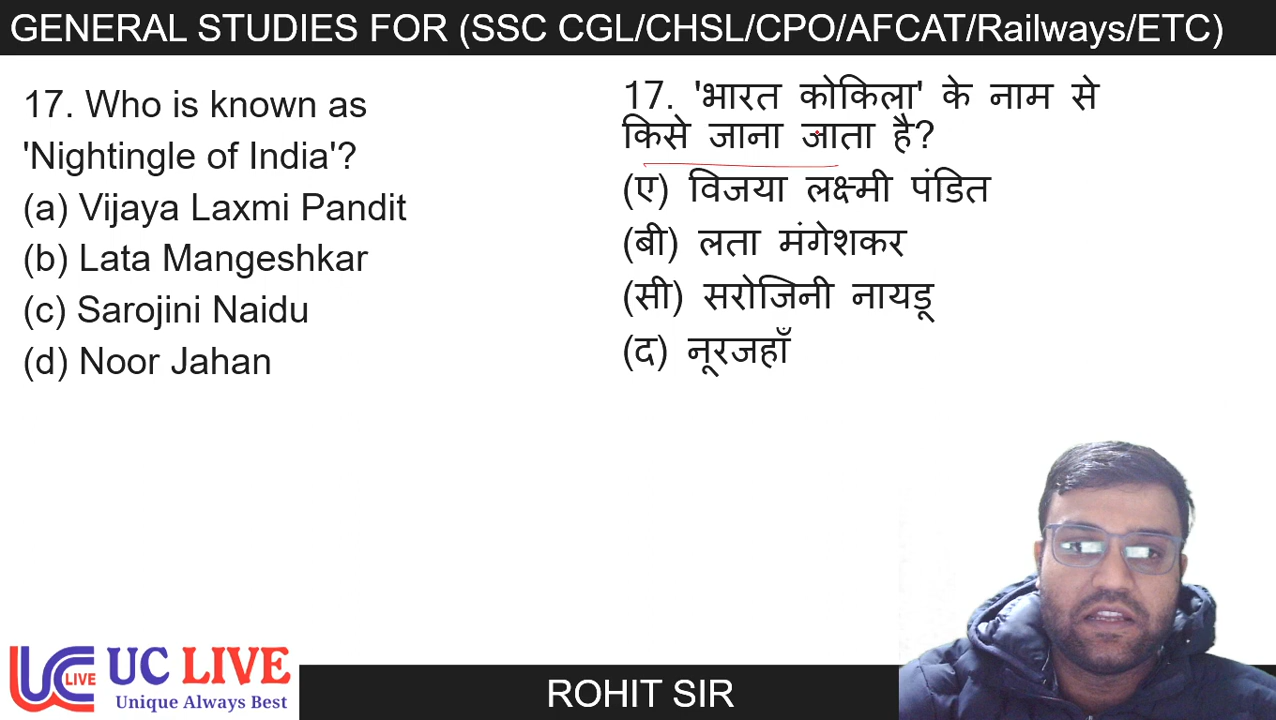 GENERAL STUDIES FOR (SSC CGL/CHSL/CPO/AFCAT/Railways/ETC)
17. Who is known as
'Nightingle of India'?
(a) Vijaya Laxmi Pandit
(b) Lata Mangeshkar
(c) Sarojini Naidu
(d) Noor Jahan
17. 'भारत कोकिला' के नाम से
किसे जाना जाता है?
(ए) विजया लक्ष्मी पंडित
(बी) लता मंगेशकर
(सी) सरोजिनी नायडू
(द) नूरजहाँ
UC LIVE
LIVE
Unique Always Best
ROHIT SIR